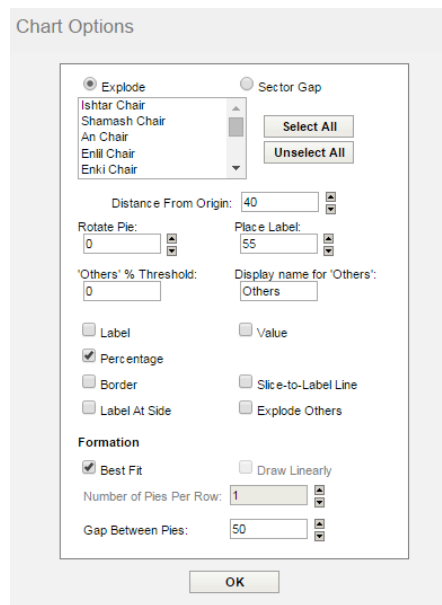 Chart Options
Explode Sector Gap
Ishtar Chair
Shamash Chair
An Chair
Enlil Chair
Enki Chair
Select All
Unselect All
Distance From Origin: 40
Rotate Pie: Place Label:
0 55
'Others' % Threshold: Display name for 'Others':
0 Others
Label Value
Percentage
Border Slice-to-Label Line
Label At Side Explode Others
Formation
Best Fit Draw Linearly
Number of Pies Per Row: 1
Gap Between Pies: 50
OK